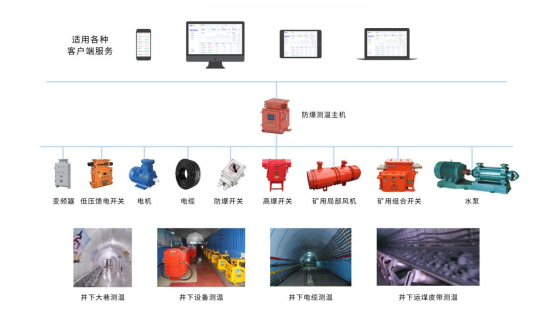 适用各种
客户端服务
防爆测温主机
变频器 低压馈电开关 电机 电缆 防爆开关 高爆开关 矿用局部风机 矿用组合开关 水泵
井下大巷测温 井下设备测温 井下电缆测温 井下运煤皮带测温